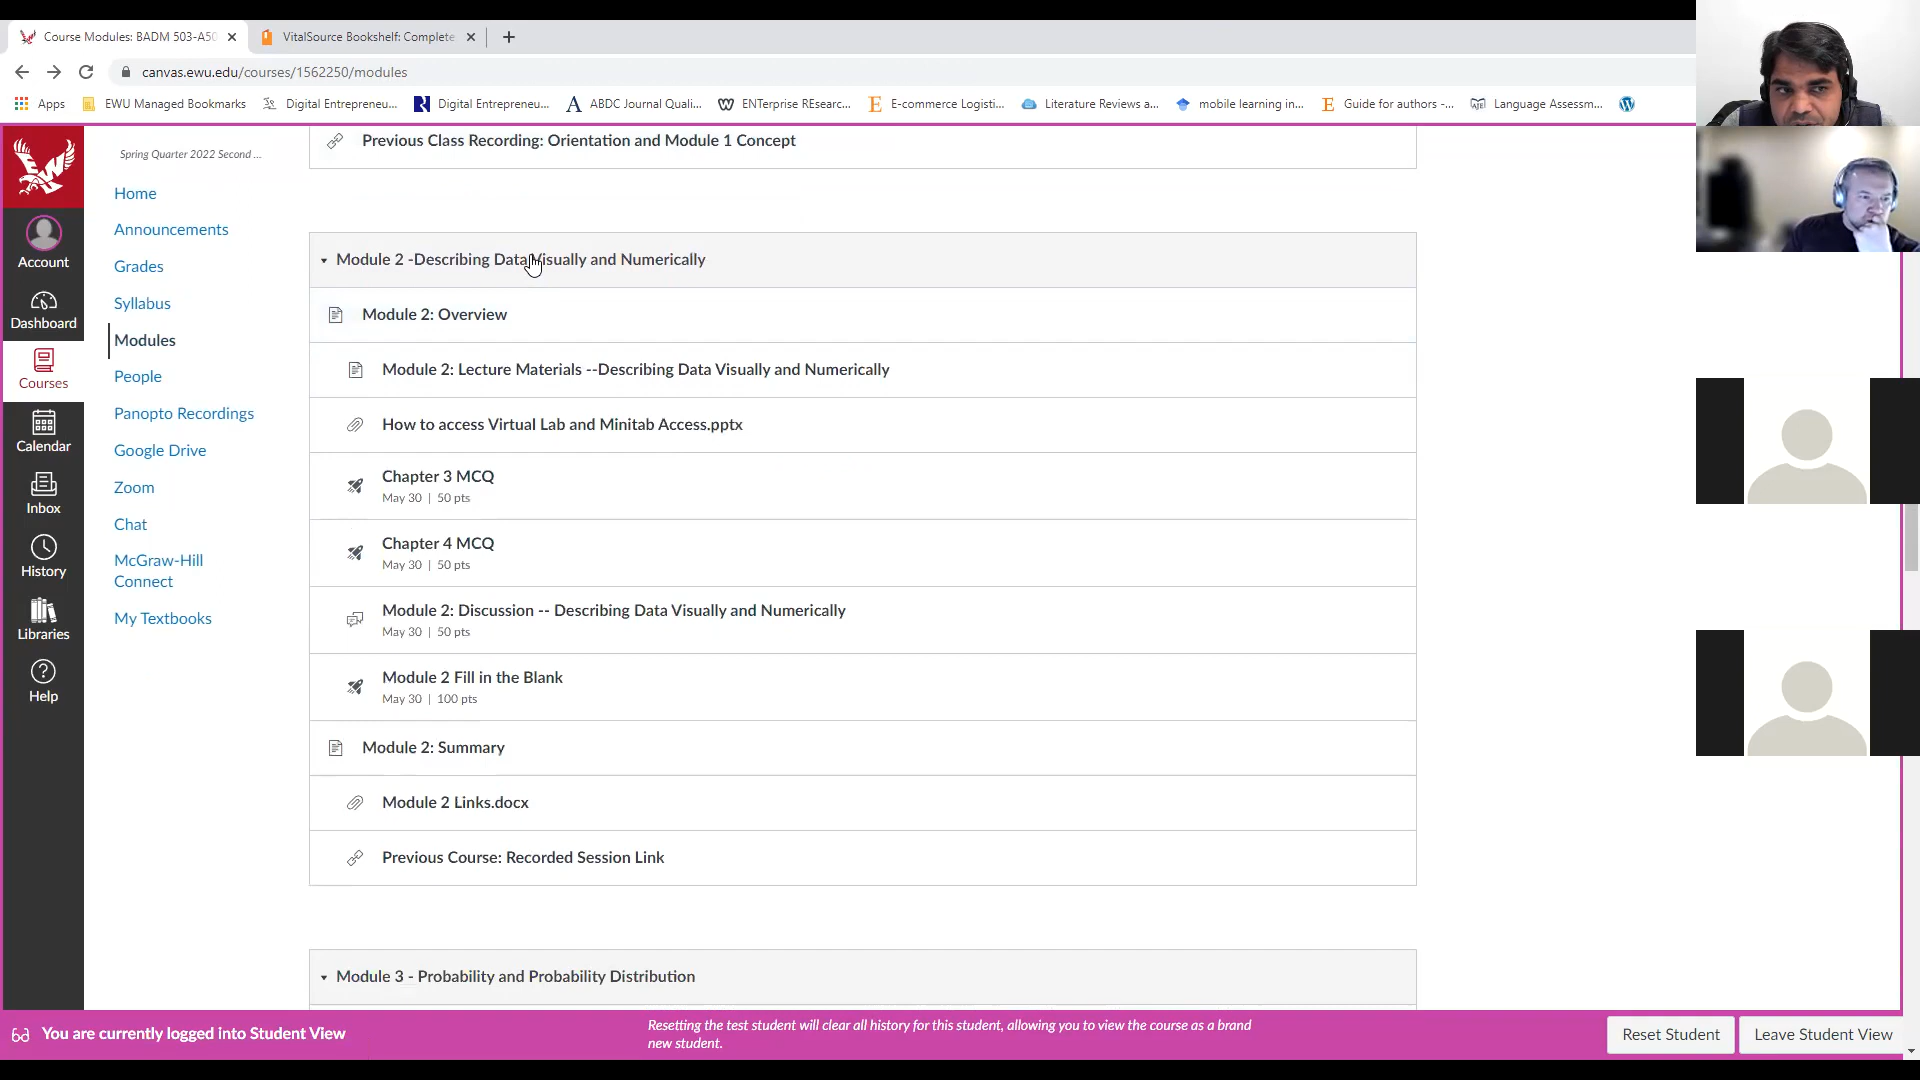 Course Modules: BADM 503-A50
VitalSource Bookshelf: Complete
canvas.ewu.edu/courses/1562250/modules
Apps
EWU Managed Bookmarks
Digital Entrepreneu...
Digital Entrepreneu...
ABDC Journal Quali...
ENTerprise REsearc...
E-commerce Logisti...
Literature Reviews a...
mobile learning in...
Guide for authors -...
Language Assessm...
Account
Dashboard
Courses
Calendar
Inbox
History
Libraries
Help
Spring Quarter 2022 Second ...
Home
Announcements
Grades
Syllabus
Modules
People
Panopto Recordings
Google Drive
Zoom
Chat
McGraw-Hill
Connect
My Textbooks
Previous Class Recording: Orientation and Module 1 Concept
Module 2 -Describing Data Visually and Numerically
Module 2: Overview
Module 2: Lecture Materials --Describing Data Visually and Numerically
How to access Virtual Lab and Minitab Access.pptx
Chapter 3 MCQ
May 30 | 50 pts
Chapter 4 MCQ
May 30 | 50 pts
Module 2: Discussion -- Describing Data Visually and Numerically
May 30 | 50 pts
Module 2 Fill in the Blank
May 30 | 100 pts
Module 2: Summary
Module 2 Links.docx
Previous Course: Recorded Session Link
Module 3 - Probability and Probability Distribution
You are currently logged into Student View
Resetting the test student will clear all history for this student, allowing you to view the course as a brand
new student.
Reset Student
Leave Student View